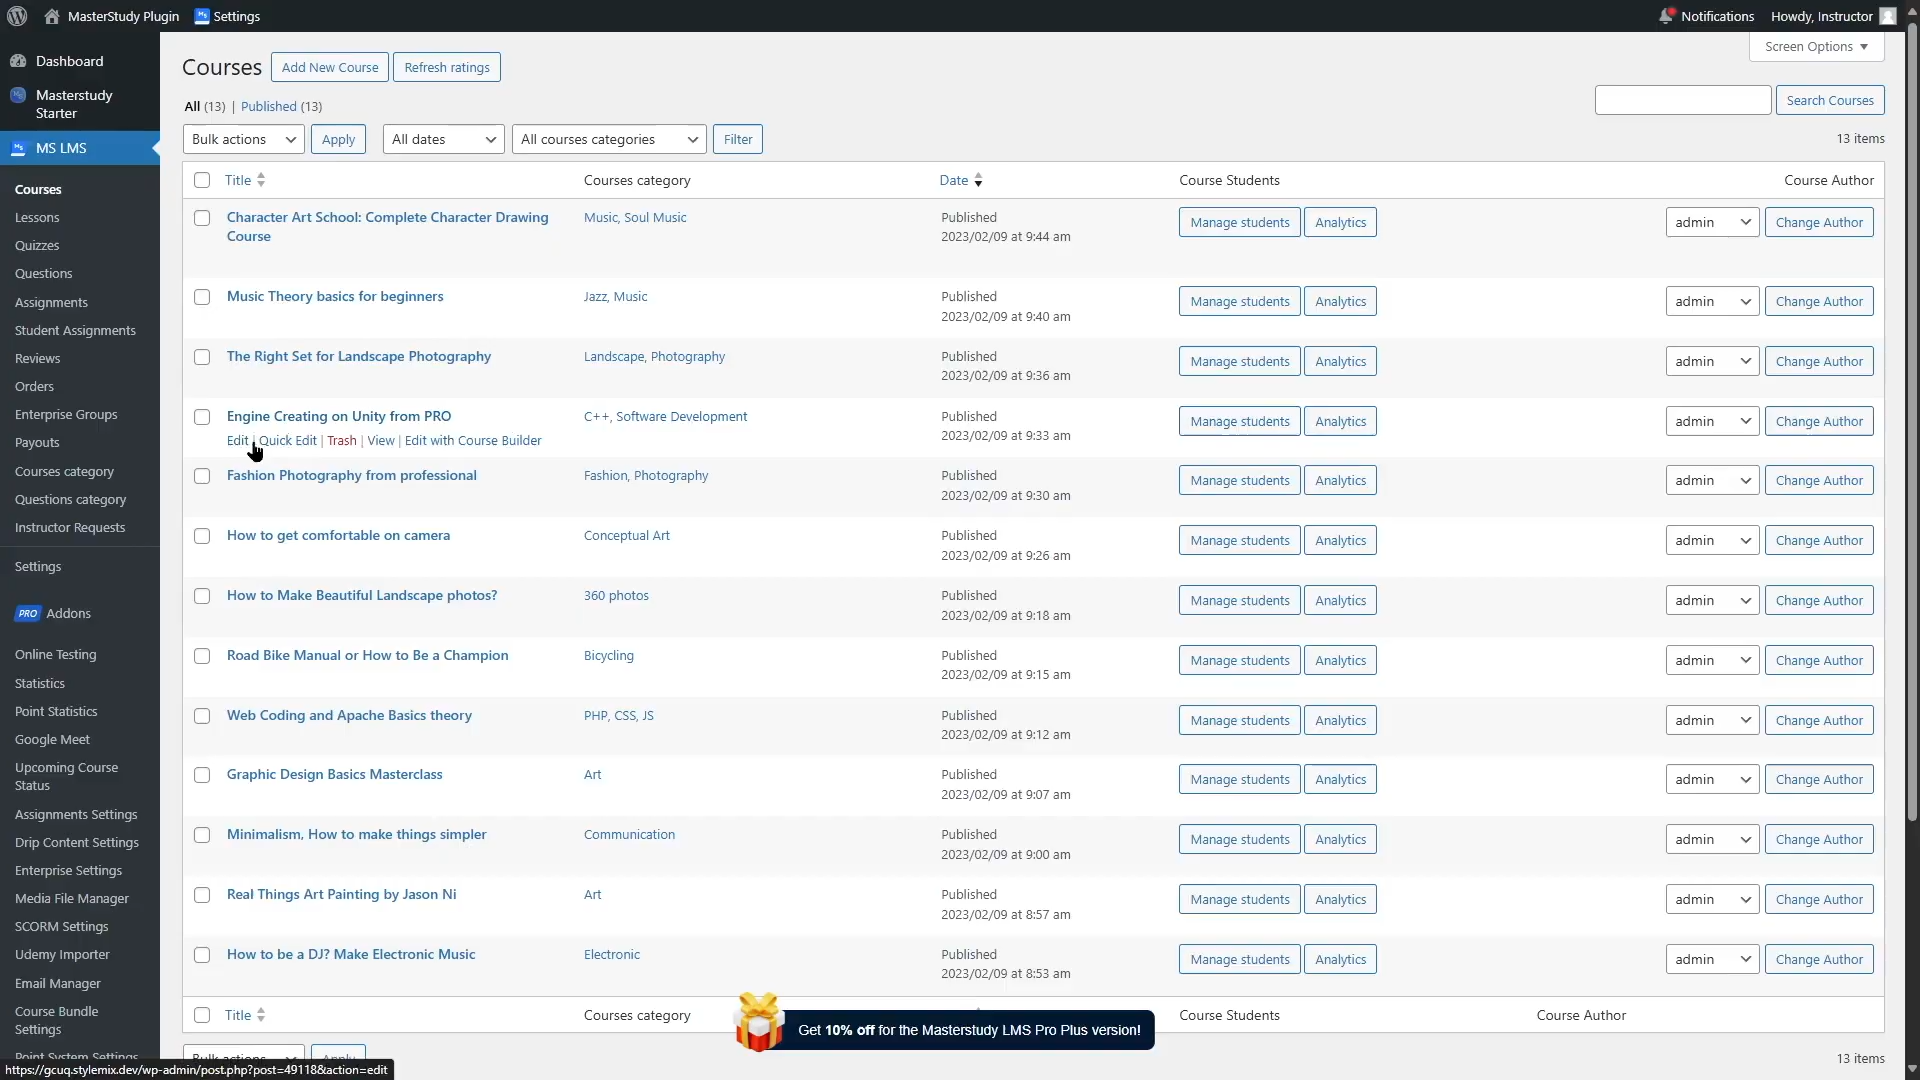 MasterStudy Plugin
Settings
Notifications
Howdy, Instructor
Dashboard
Masterstudy
Starter
MS LMS
Courses
Lessons
Quizzes
Questions
Assignments
Student Assignments
Reviews
Orders
Enterprise Groups
Payouts
Courses category
Questions category
Instructor Requests
Settings
PRO Addons
Online Testing
Statistics
Point Statistics
Google Meet
Upcoming Course
Status
Assignments Settings
Drip Content Settings
Enterprise Settings
Media File Manager
SCORM Settings
Udemy Importer
Email Manager
Course Bundle
Settings
Point System Settings
Screen Options
Courses Add New Course Refresh ratings
All (13) | Published (13)
Search Courses
Bulk actions Apply All dates All courses categories Filter
13 items
Title Courses category Date Course Students Course Author
Character Art School: Complete Character Drawing
Course
Music, Soul Music
Published
2023/02/09 at 9:44 am
Manage students Analytics admin Change Author
Music Theory basics for beginners
Jazz, Music
Published
2023/02/09 at 9:40 am
Manage students Analytics admin Change Author
The Right Set for Landscape Photography
Landscape, Photography
Published
2023/02/09 at 9:36 am
Manage students Analytics admin Change Author
Engine Creating on Unity from PRO
Edit | Quick Edit | Trash | View | Edit with Course Builder
C++, Software Development
Published
2023/02/09 at 9:33 am
Manage students Analytics admin Change Author
Fashion Photography from professional
Fashion, Photography
Published
2023/02/09 at 9:30 am
Manage students Analytics admin Change Author
How to get comfortable on camera
Conceptual Art
Published
2023/02/09 at 9:26 am
Manage students Analytics admin Change Author
How to Make Beautiful Landscape photos?
360 photos
Published
2023/02/09 at 9:18 am
Manage students Analytics admin Change Author
Road Bike Manual or How to Be a Champion
Bicycling
Published
2023/02/09 at 9:15 am
Manage students Analytics admin Change Author
Web Coding and Apache Basics theory
PHP, CSS, JS
Published
2023/02/09 at 9:12 am
Manage students Analytics admin Change Author
Graphic Design Basics Masterclass
Art
Published
2023/02/09 at 9:07 am
Manage students Analytics admin Change Author
Minimalism, How to make things simpler
Communication
Published
2023/02/09 at 9:00 am
Manage students Analytics admin Change Author
Real Things Art Painting by Jason Ni
Art
Published
2023/02/09 at 8:57 am
Manage students Analytics admin Change Author
How to be a DJ? Make Electronic Music
Electronic
Published
2023/02/09 at 8:53 am
Manage students Analytics admin Change Author
Title Courses category Course Students Course Author
Get 10% off for the Masterstudy LMS Pro Plus version!
Bulk actions Apply
13 items
https://gcuq.stylemix.dev/wp-admin/post.php?post=49118&action=edit